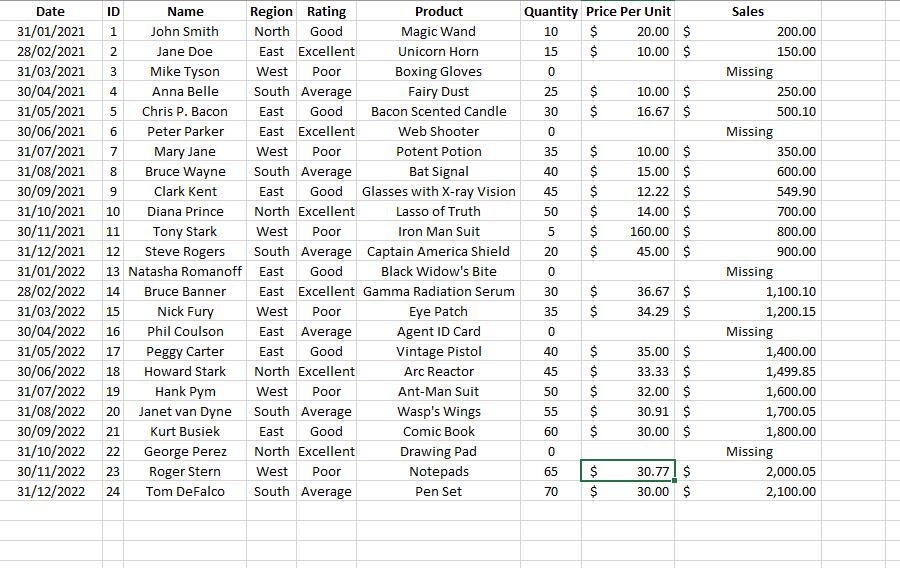 Date ID Name Region Rating Product Quantity Price Per Unit Sales
31/01/2021 1 John Smith North Good Magic Wand 10 $ 20.00 $ 200.00
28/02/2021 2 Jane Doe East Excellent Unicorn Horn 15 $ 10.00 $ 150.00
31/03/2021 3 Mike Tyson West Poor Boxing Gloves 0 Missing
30/04/2021 4 Anna Belle South Average Fairy Dust 25 $ 10.00 $ 250.00
31/05/2021 5 Chris P. Bacon East Good Bacon Scented Candle 30 $ 16.67 $ 500.10
30/06/2021 6 Peter Parker East Excellent Web Shooter 0 Missing
31/07/2021 7 Mary Jane West Poor Potent Potion 35 $ 10.00 $ 350.00
31/08/2021 8 Bruce Wayne South Average Bat Signal 40 $ 15.00 $ 600.00
30/09/2021 9 Clark Kent East Good Glasses with X-ray Vision 45 $ 12.22 $ 549.90
31/10/2021 10 Diana Prince North Excellent Lasso of Truth 50 $ 14.00 $ 700.00
30/11/2021 11 Tony Stark West Poor Iron Man Suit 5 $ 160.00 $ 800.00
31/12/2021 12 Steve Rogers South Average Captain America Shield 20 $ 45.00 $ 900.00
31/01/2022 13 Natasha Romanoff East Good Black Widow's Bite 0 Missing
28/02/2022 14 Bruce Banner East Excellent Gamma Radiation Serum 30 $ 36.67 $ 1,100.10
31/03/2022 15 Nick Fury West Poor Eye Patch 35 $ 34.29 $ 1,200.15
30/04/2022 16 Phil Coulson East Average Agent ID Card 0 Missing
31/05/2022 17 Peggy Carter East Good Vintage Pistol 40 $ 35.00 $ 1,400.00
30/06/2022 18 Howard Stark North Excellent Arc Reactor 45 $ 33.33 $ 1,499.85
31/07/2022 19 Hank Pym West Poor Ant-Man Suit 50 $ 32.00 $ 1,600.00
31/08/2022 20 Janet van Dyne South Average Wasp's Wings 55 $ 30.91 $ 1,700.05
30/09/2022 21 Kurt Busiek East Good Comic Book 60 $ 30.00 $ 1,800.00
31/10/2022 22 George Perez North Excellent Drawing Pad 0 Missing
30/11/2022 23 Roger Stern West Poor Notepads 65 $ 30.77 $ 2,000.05
31/12/2022 24 Tom DeFalco South Average Pen Set 70 $ 30.00 $ 2,100.00